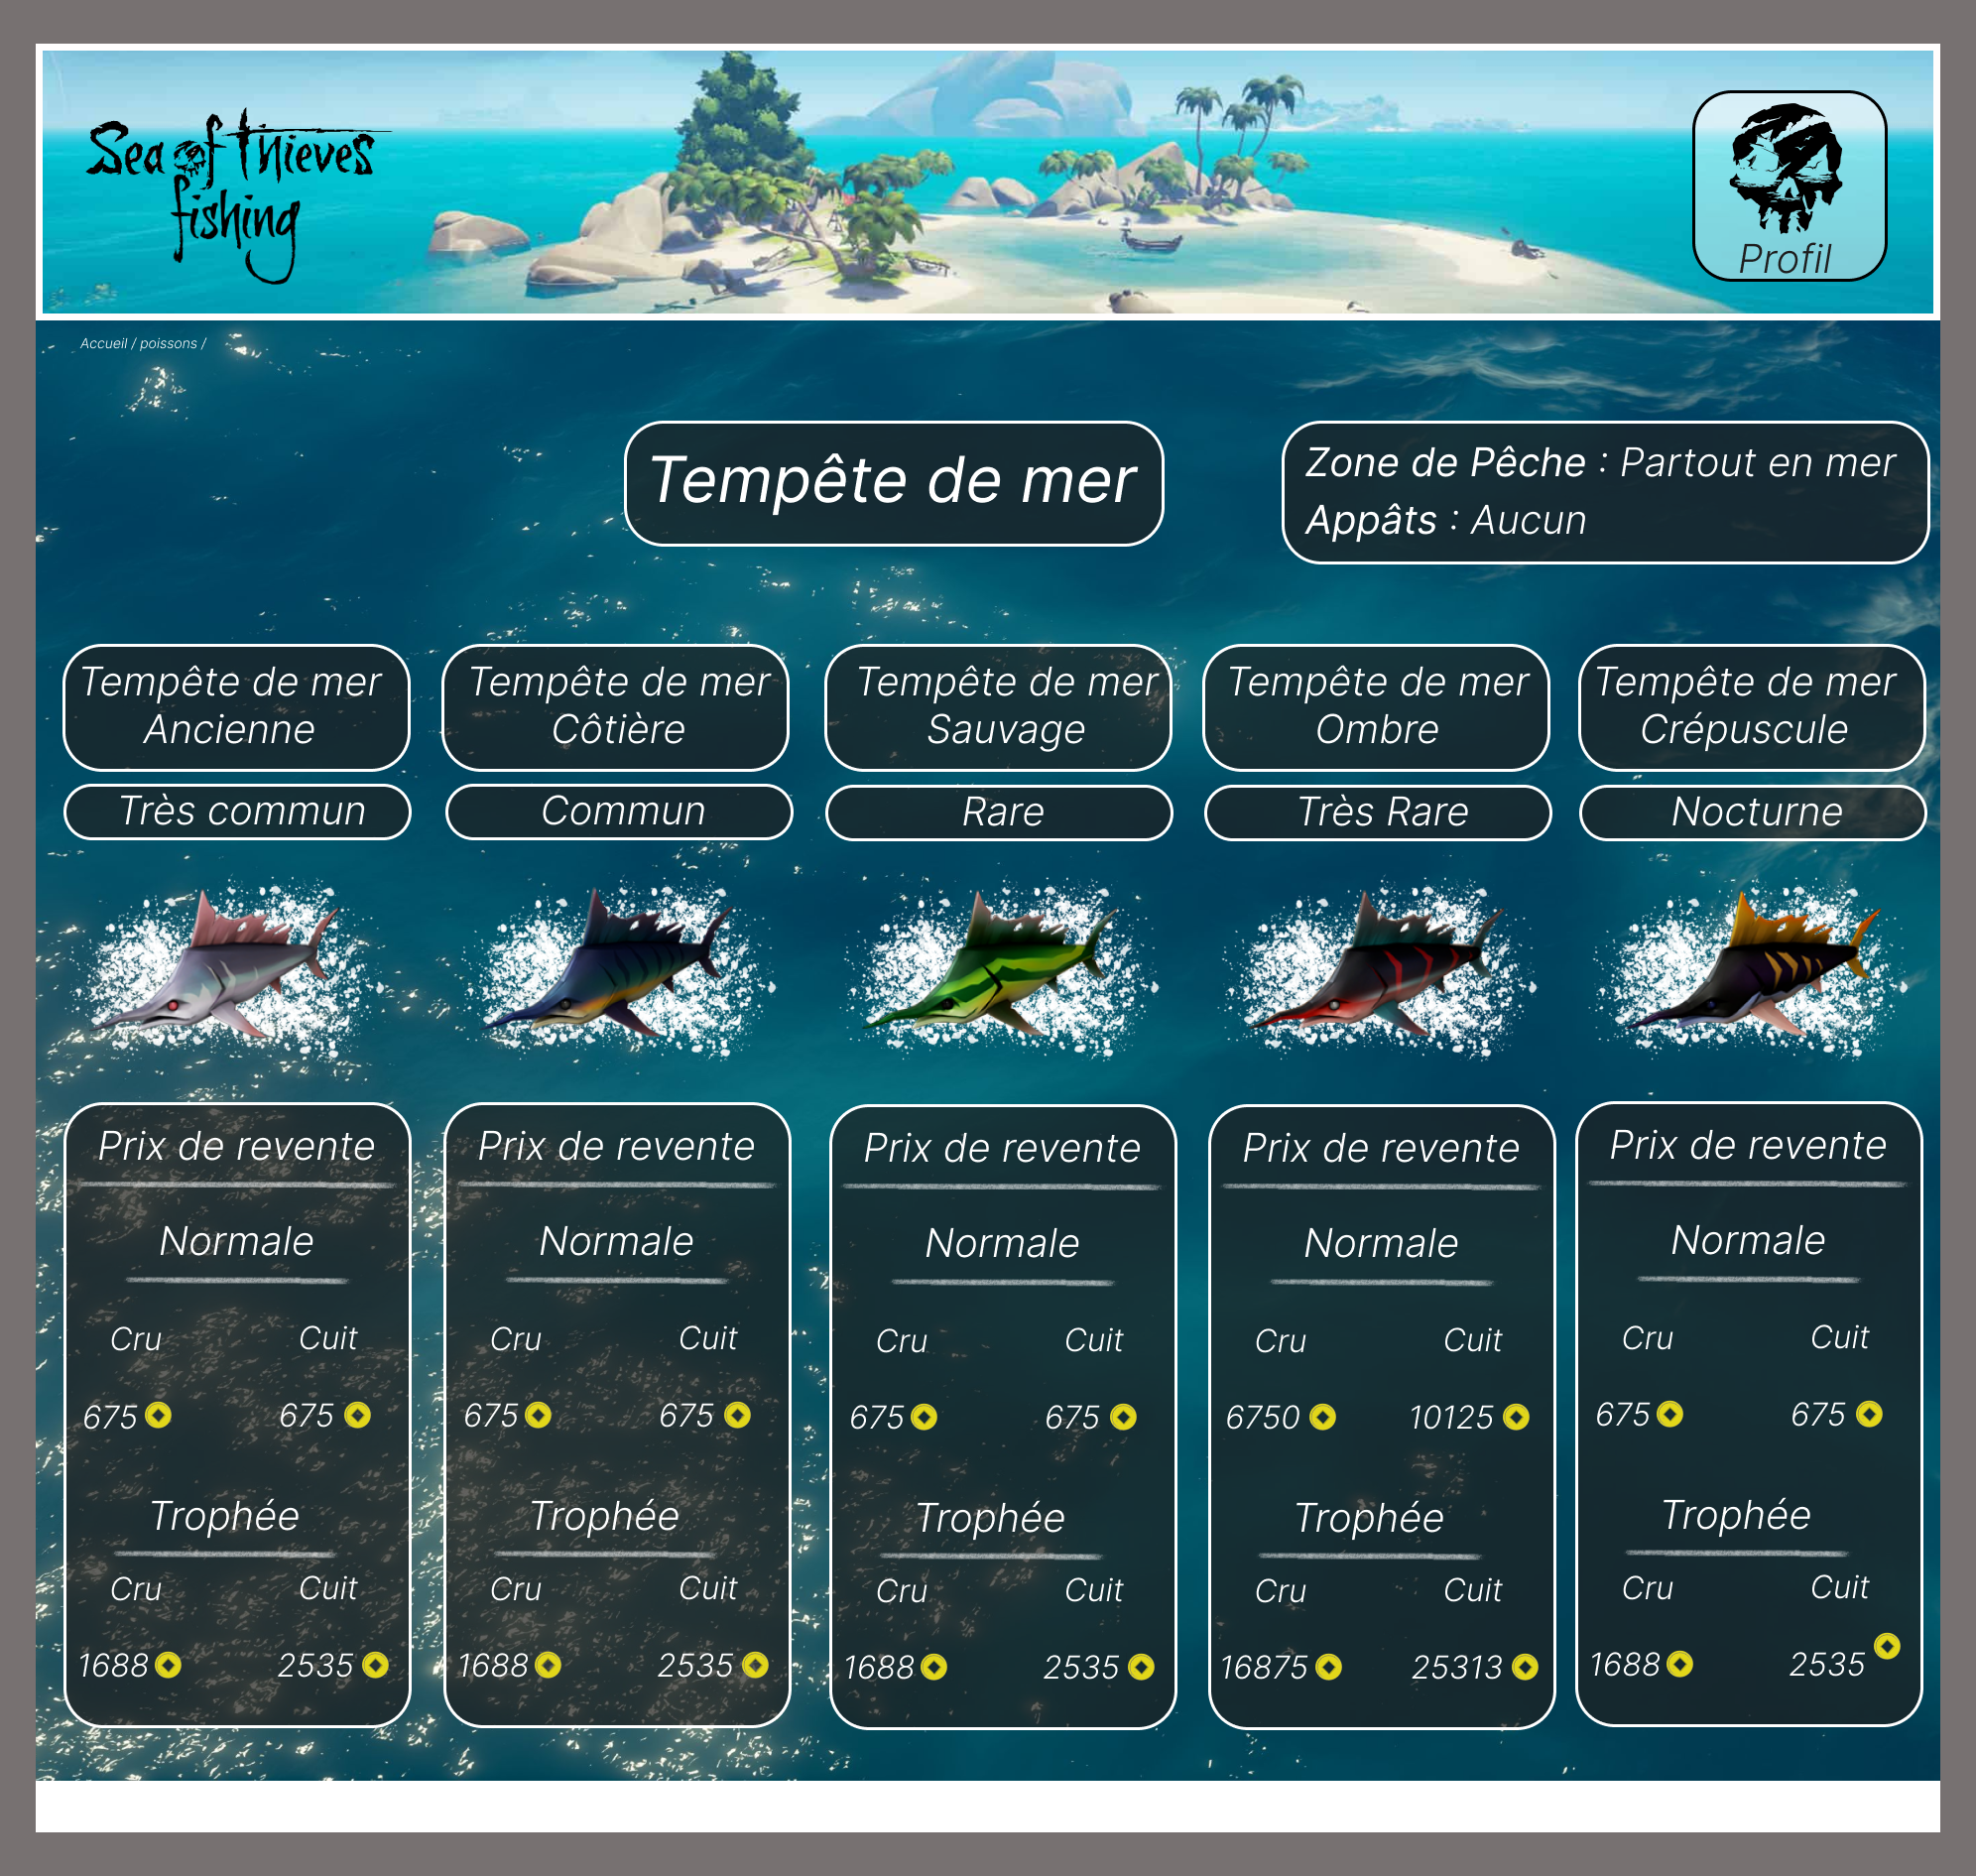 Sea of Thieves
fishing
Profil
Accueil / poissons /
Tempête de mer
Zone de Pêche : Partout en mer
Appâts : Aucun
Tempête de mer
Ancienne
Très commun
Tempête de mer
Côtière
Commun
Tempête de mer
Sauvage
Rare
Tempête de mer
Ombre
Très Rare
Tempête de mer
Crépuscule
Nocturne
Prix de revente
Normale
Cru Cuit
675 675
Trophée
Cru Cuit
1688 2535
Prix de revente
Normale
Cru Cuit
675 675
Trophée
Cru Cuit
1688 2535
Prix de revente
Normale
Cru Cuit
675 675
Trophée
Cru Cuit
1688 2535
Prix de revente
Normale
Cru Cuit
6750 10125
Trophée
Cru Cuit
16875 25313
Prix de revente
Normale
Cru Cuit
675 675
Trophée
Cru Cuit
1688 2535